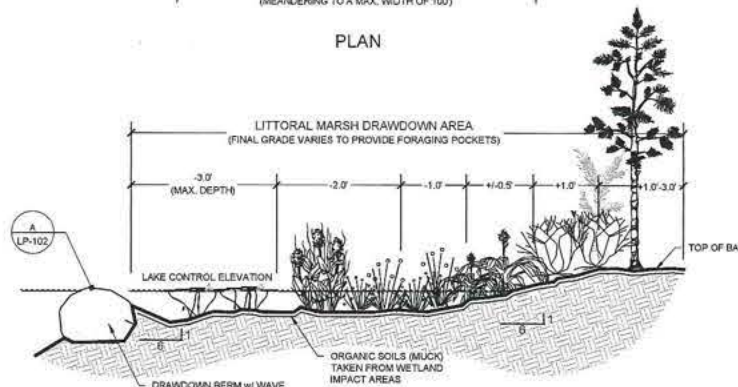 (MEANDERING TO A MAX. WIDTH OF 100')
PLAN
LITTORAL MARSH DRAWDOWN AREA
(FINAL GRADE VARIES TO PROVIDE FORAGING POCKETS)
-3.0'
(MAX. DEPTH)
-2.0'
-1.0'
+/-0.5'
+1.0'
+1.0'-3.0'
A
LP-102
LAKE CONTROL ELEVATION
TOP OF BA
6
1
6
1
ORGANIC SOILS (MUCK)
TAKEN FROM WETLAND
IMPACT AREAS
DRAWDOWN BERM w/ WAVE